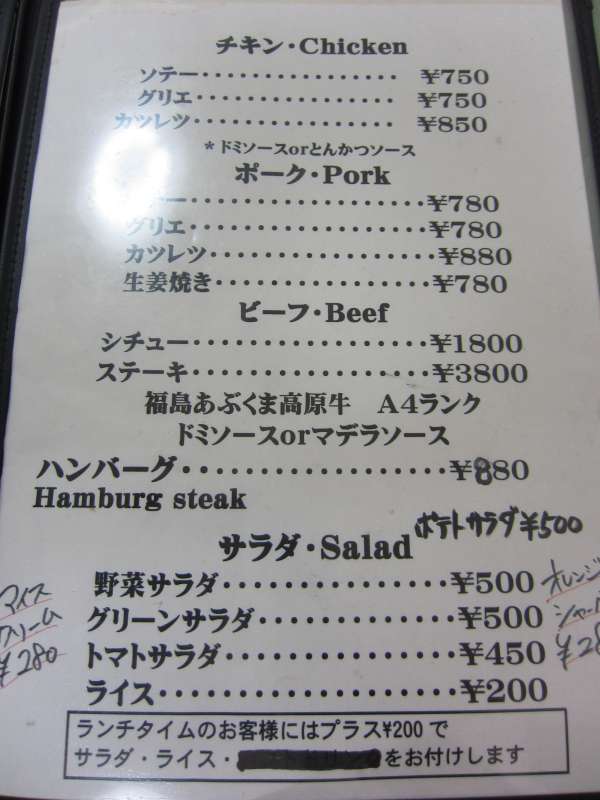 チキン・Chicken
ソテー・・・・・・・・・・・・・・・・ ¥750
グリエ・・・・・・・・・・・・・・・・ ¥750
カツレツ・・・・・・・・・・・・・・・ ¥850
*ドミソースorとんかつソース
ポーク・Pork
ー・・・・・・・・・・・・・・・・・・・¥780
グリエ・・・・・・・・・・・・・・・・¥780
カツレツ・・・・・・・・・・・・・・・¥880
生姜焼き・・・・・・・・・・・・・・・¥780
ビーフ・Beef
シチュー・・・・・・・・・・・・・・・・¥1800
ステーキ・・・・・・・・・・・・・・・・¥3800
福島あぶくま高原牛 A4ランク
ドミソースorマデラソース
ハンバーグ・・・・・・・・・・・・・・・・・¥880
Hamburg steak
ポテトサラダ¥500
サラダ・Salad
野菜サラダ・・・・・・・・・・・・・・・¥500
グリーンサラダ・・・・・・・・・・・・・¥500
トマトサラダ・・・・・・・・・・・・・・・¥450
ライス・・・・・・・・・・・・・・・・・・・¥200
マイス
クリーム
¥280
オレンジ
シャーベ
¥28
ランチタイムのお客様にはプラス¥200で
サラダ・ライス・
をお付けします